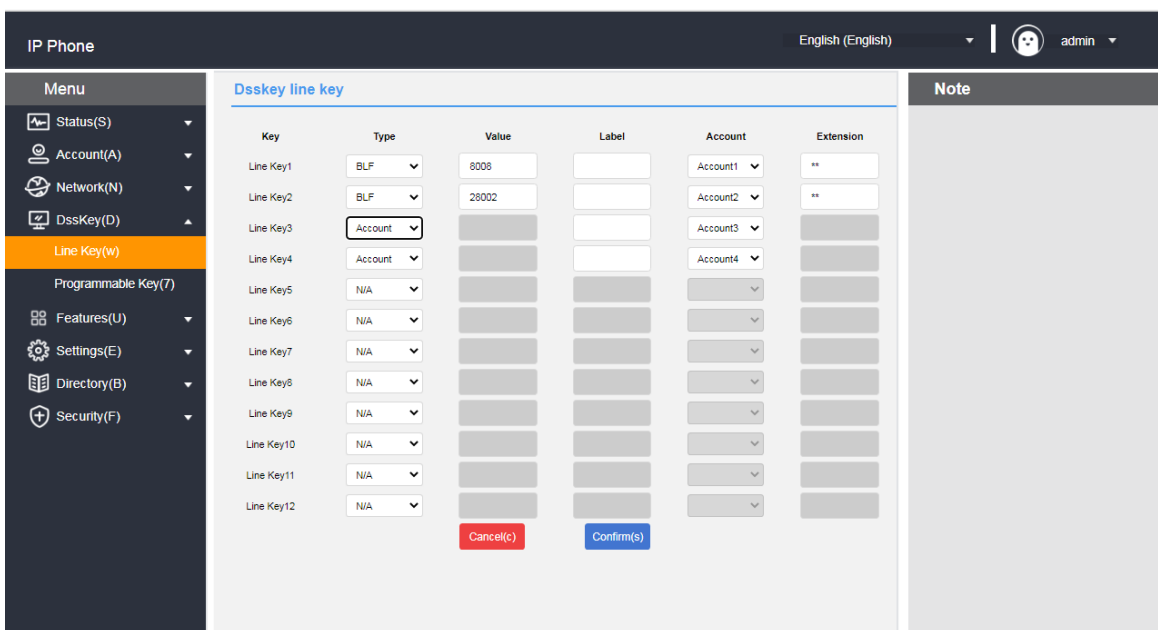 IP Phone
English (English)
admin
Menu
Dsskey line key
Note
Status(S)
Account(A)
Network(N)
DssKey(D)
Line Key(w)
Programmable Key(7)
Features(U)
Settings(E)
Directory(B)
Security(F)
Key Type Value Label Account Extension
Line Key1 BLF 8008 Account1 **
Line Key2 BLF 28002 Account2 **
Line Key3 Account Account3
Line Key4 Account Account4
Line Key5 N/A
Line Key6 N/A
Line Key7 N/A
Line Key8 N/A
Line Key9 N/A
Line Key10 N/A
Line Key11 N/A
Line Key12 N/A
Cancel(c) Confirm(s)